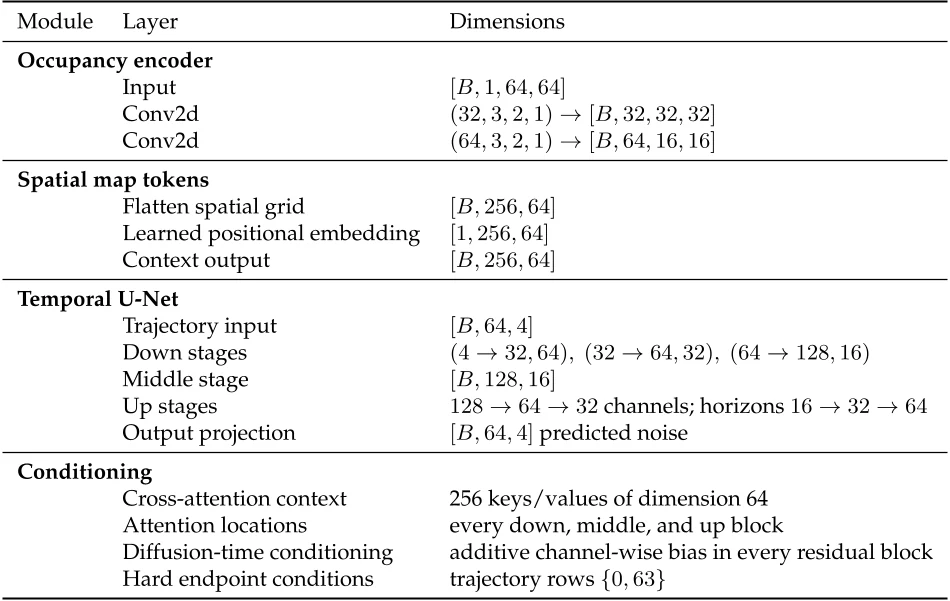 Module Layer Dimensions
Occupancy encoder
Input [B, 1, 64, 64]
Conv2d (32, 3, 2, 1) → [B, 32, 32, 32]
Conv2d (64, 3, 2, 1) → [B, 64, 16, 16]
Spatial map tokens
Flatten spatial grid [B, 256, 64]
Learned positional embedding [1, 256, 64]
Context output [B, 256, 64]
Temporal U-Net
Trajectory input [B, 64, 4]
Down stages (4 → 32, 64), (32 → 64, 32), (64 → 128, 16)
Middle stage [B, 128, 16]
Up stages 128 → 64 → 32 channels; horizons 16 → 32 → 64
Output projection [B, 64, 4] predicted noise
Conditioning
Cross-attention context 256 keys/values of dimension 64
Attention locations every down, middle, and up block
Diffusion-time conditioning additive channel-wise bias in every residual block
Hard endpoint conditions trajectory rows {0, 63}